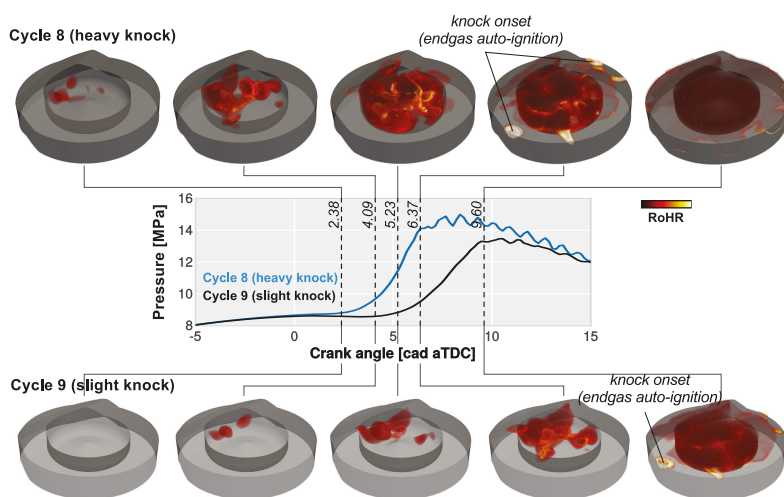 knock onset
(endgas auto-ignition)
Cycle 8 (heavy knock)
16
14
12
10
8
Pressure [MPa]
2.38
4.09
5.23
6.37
9.60
RoHR
Cycle 8 (heavy knock)
Cycle 9 (slight knock)
-5
0
5
10
15
Crank angle [cad aTDC]
Cycle 9 (slight knock)
knock onset
(endgas auto-ignition)